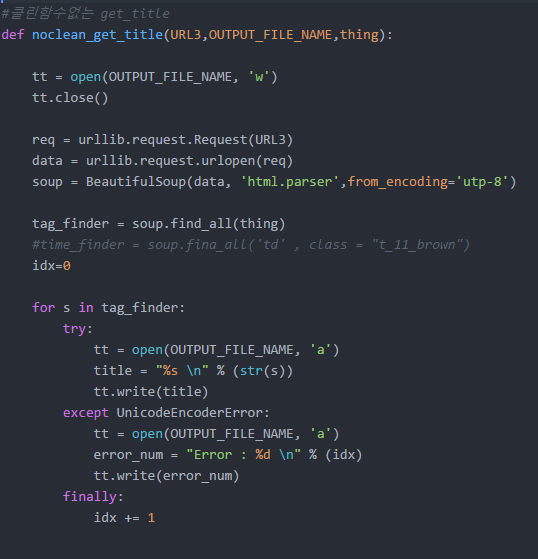 #클린함수없는 get_title
def noclean_get_title(URL3,OUTPUT_FILE_NAME,thing):
tt = open(OUTPUT_FILE_NAME, 'w')
tt.close()
req = urllib.request.Request(URL3)
data = urllib.request.urlopen(req)
soup = BeautifulSoup(data, 'html.parser',from_encoding='utp-8')
tag_finder = soup.find_all(thing)
#time_finder = soup.fina_all('td' , class = "t_11_brown")
idx=0
for s in tag_finder:
try:
tt = open(OUTPUT_FILE_NAME, 'a')
title = "%s \n" % (str(s))
tt.write(title)
except UnicodeEncoderError:
tt = open(OUTPUT_FILE_NAME, 'a')
error_num = "Error : %d \n" % (idx)
tt.write(error_num)
finally:
idx += 1